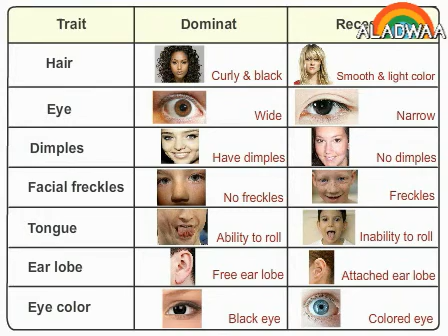 Trait Dominat Rece
ALADWAA
Hair Curly & black Smooth & light color
Eye Wide Narrow
Dimples Have dimples No dimples
Facial freckles No freckles Freckles
Tongue Ability to roll Inability to roll
Ear lobe Free ear lobe Attached ear lobe
Eye color Black eye Colored eye